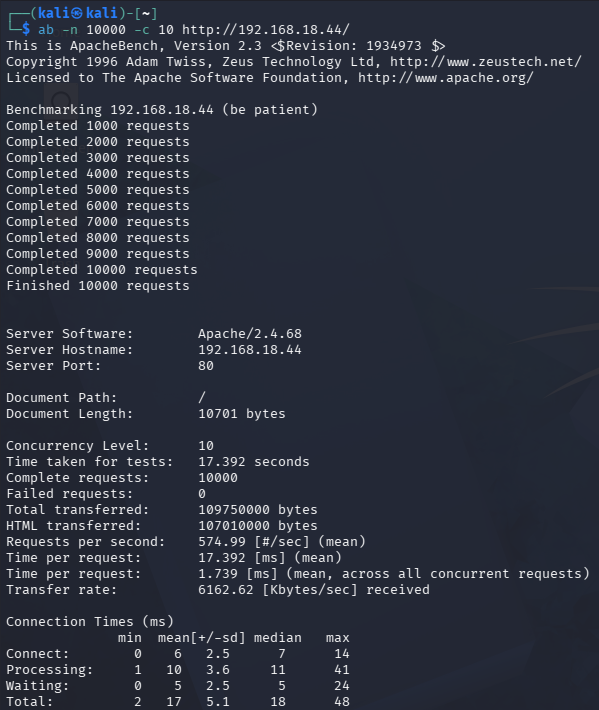 ┌──(kali㉿kali)-[~]
└─$ ab -n 10000 -c 10 http://192.168.18.44/
This is ApacheBench, Version 2.3 <$Revision: 1934973 $>
Copyright 1996 Adam Twiss, Zeus Technology Ltd, http://www.zeustech.net/
Licensed to The Apache Software Foundation, http://www.apache.org/

Benchmarking 192.168.18.44 (be patient)
Completed 1000 requests
Completed 2000 requests
Completed 3000 requests
Completed 4000 requests
Completed 5000 requests
Completed 6000 requests
Completed 7000 requests
Completed 8000 requests
Completed 9000 requests
Completed 10000 requests
Finished 10000 requests


Server Software:        Apache/2.4.68
Server Hostname:        192.168.18.44
Server Port:            80

Document Path:          /
Document Length:        10701 bytes

Concurrency Level:      10
Time taken for tests:   17.392 seconds
Complete requests:      10000
Failed requests:        0
Total transferred:      109750000 bytes
HTML transferred:       107010000 bytes
Requests per second:    574.99 [#/sec] (mean)
Time per request:       17.392 [ms] (mean)
Time per request:       1.739 [ms] (mean, across all concurrent requests)
Transfer rate:          6162.62 [Kbytes/sec] received

Connection Times (ms)
              min  mean[+/-sd] median   max
Connect:        0    6   2.5      7      14
Processing:     1   10   3.6     11      41
Waiting:        0    5   2.5      5      24
Total:          2   17   5.1     18      48